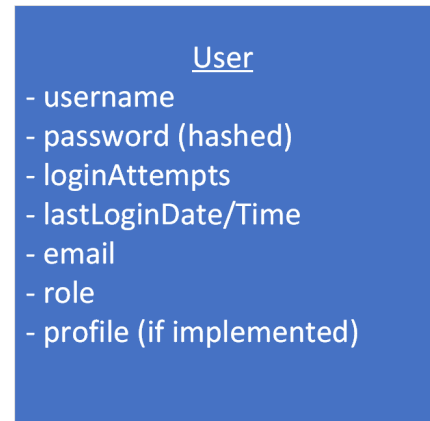 User
- username
- password (hashed)
- loginAttempts
- lastLoginDate/Time
- email
- role
- profile (if implemented)